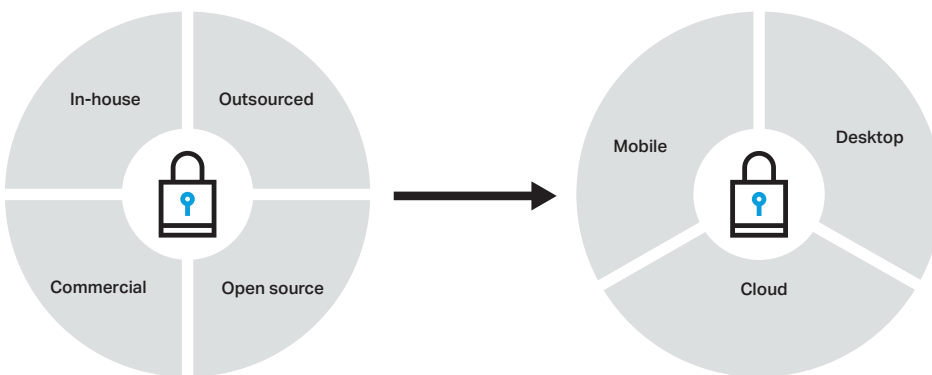 In-house
Outsourced
Commercial
Open source
Mobile
Desktop
Cloud